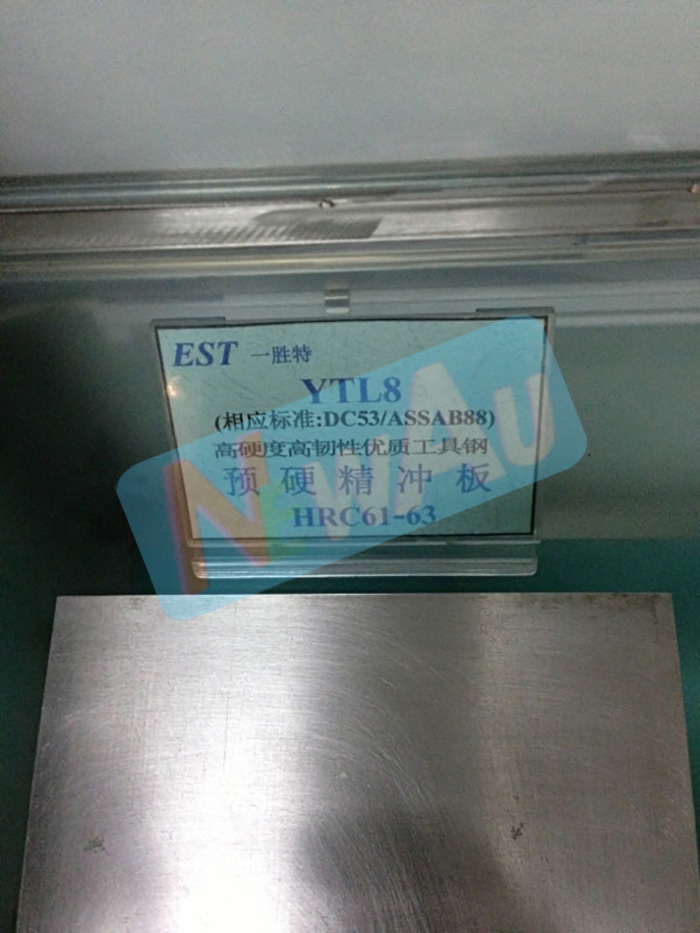 EST 一胜特
YTL8
(相应标准:DC53/ASSAB88)
高硬度高韧性优质工具钢
预硬精冲板
HRC61-63
NEWAU